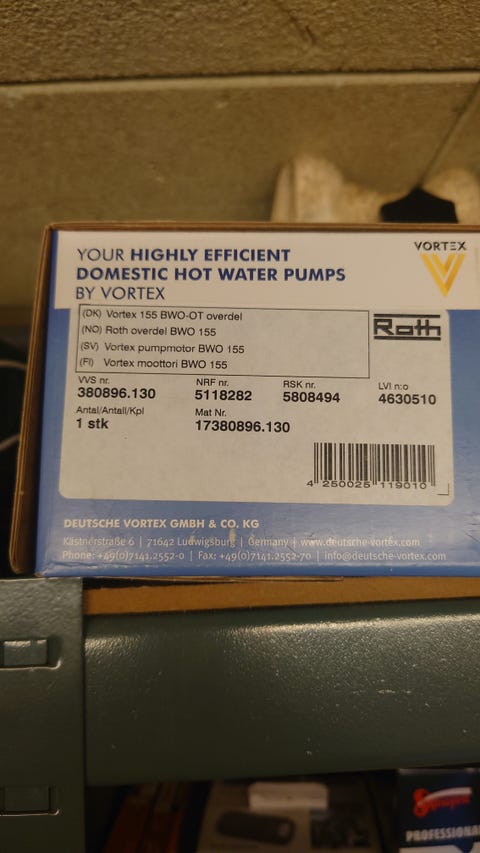 YOUR HIGHLY EFFICIENT
DOMESTIC HOT WATER PUMPS
BY VORTEX
VORTEX
(DK) Vortex 155 BWO-OT overdel
(NO) Roth overdel BWO 155
(SV) Vortex pumpmotor BWO 155
(FI) Vortex moottori BWO 155
Roth
VVS nr. NRF nr. RSK nr. LVI n:o
380896.130 5118282 5808494 4630510
Antal/Antall/Kpl Mat Nr.
1 stk 17380896.130
4 250025 119010
DEUTSCHE VORTEX GMBH & CO. KG
Kästnerstraße 6 | 71642 Ludwigsburg | Germany | www.deutsche-vortex.com
Phone: +49(0)7141.2552-0 | Fax: +49(0)7141.2552-70 | info@deutsche-vortex.com
PROFESSIONA